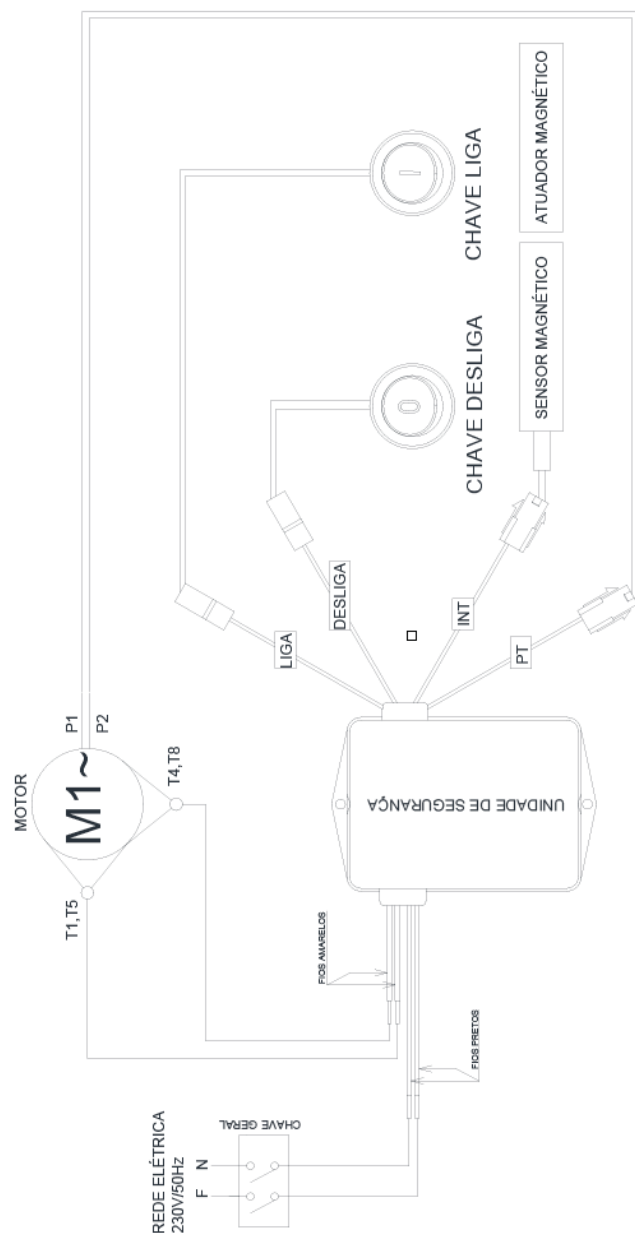 REDE ELÉTRICA
230V/50Hz
F
N
CHAVE GERAL
T1,T5
MOTOR
M1~
P1
P2
T4,T8
FIOS AMARELOS
FIOS PRETOS
UNIDADE DE SEGURANÇA
LIGA
DESLIGA
INT
PT
CHAVE DESLIGA
CHAVE LIGA
SENSOR MAGNÉTICO
ATUADOR MAGNÉTICO